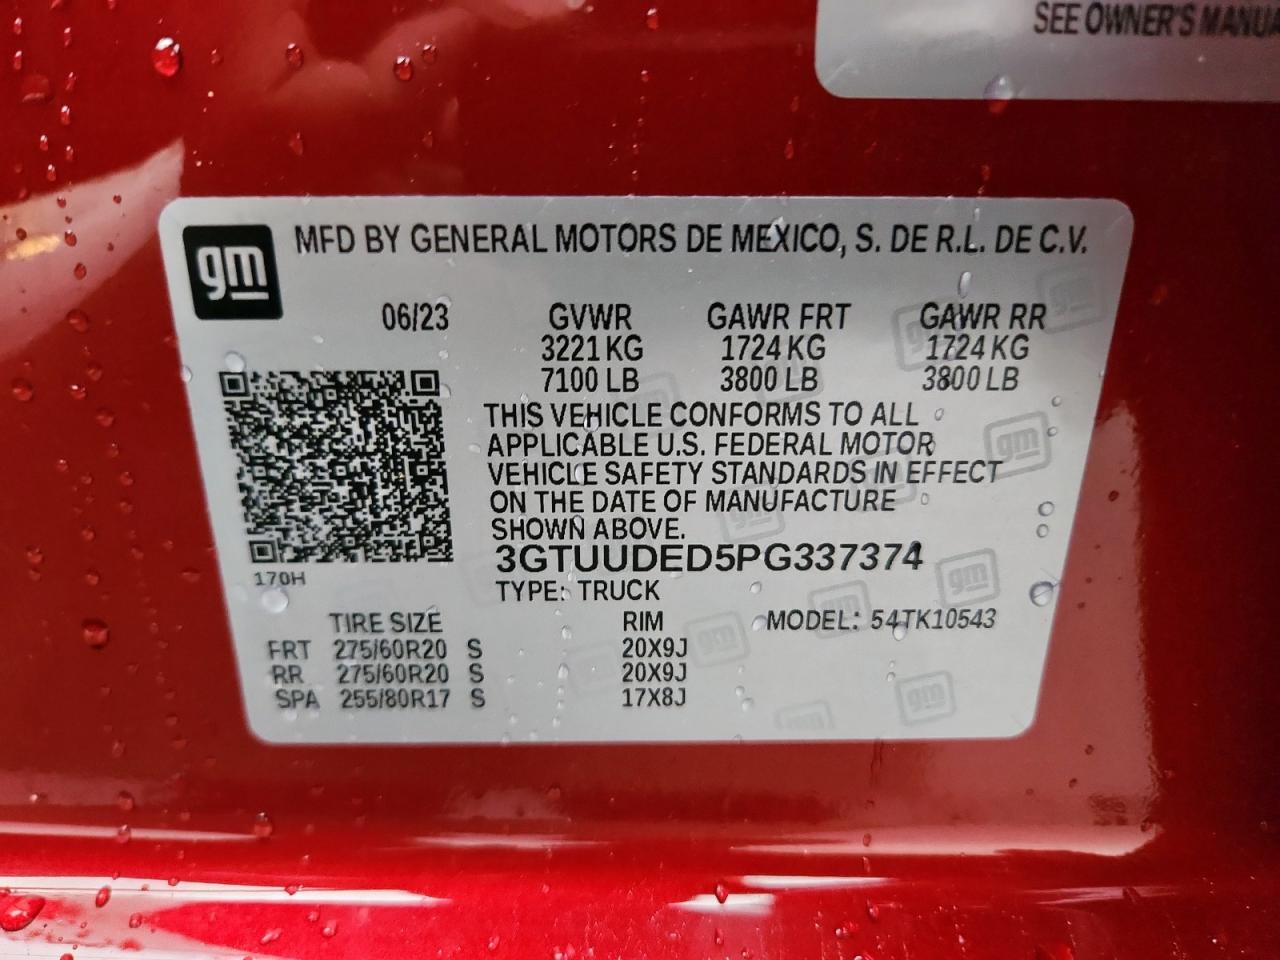 SEE OWNER'S MANUA
gm
MFD BY GENERAL MOTORS DE MEXICO, S. DE R.L. DE C.V.
06/23 GVWR GAWR FRT GAWR RR
3221 KG 1724 KG 1724 KG
7100 LB 3800 LB 3800 LB
THIS VEHICLE CONFORMS TO ALL
APPLICABLE U.S. FEDERAL MOTOR
VEHICLE SAFETY STANDARDS IN EFFECT
ON THE DATE OF MANUFACTURE
SHOWN ABOVE.
3GTUUDED5PG337374
170H
TYPE: TRUCK
TIRE SIZE RIM MODEL: 54TK10543
FRT 275/60R20 S 20X9J
RR 275/60R20 S 20X9J
SPA 255/80R17 S 17X8J